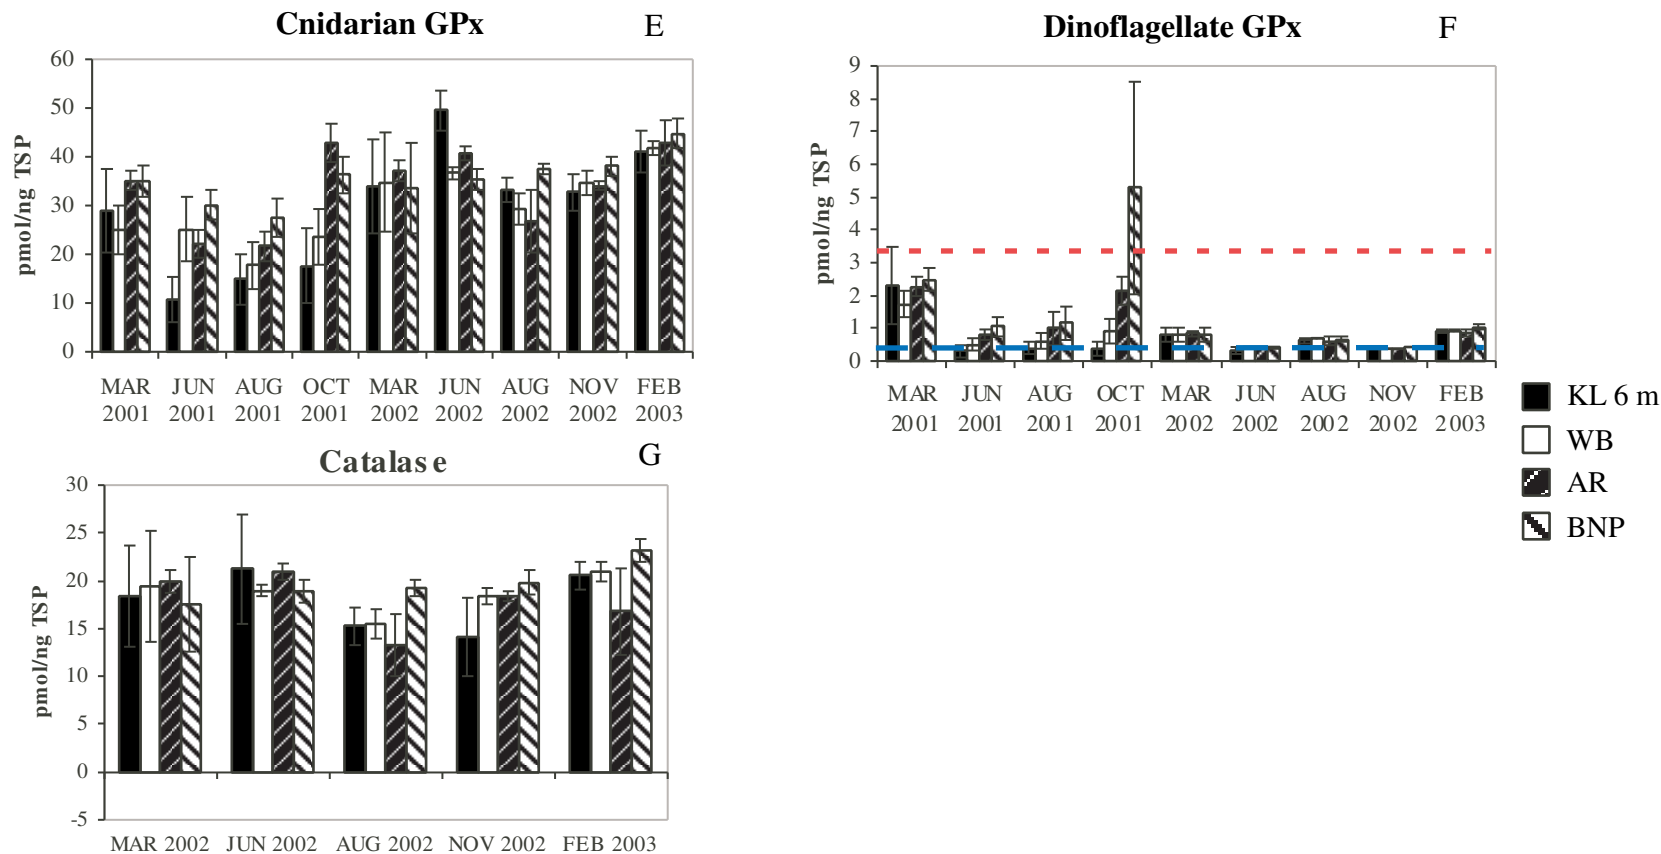 Cnidarian GPx
E
60
50
40
30
20
10
0
pmol/ng TSP
MAR JUN AUG OCT MAR JUN AUG NOV FEB
2001 2001 2001 2001 2002 2002 2002 2002 2003
Dinoflagellate GPx
F
9
8
7
6
5
4
3
2
1
0
pmol/ng TSP
MAR JUN AUG OCT MAR JUN AUG NOV FEB
2001 2001 2001 2001 2002 2002 2002 2002 2003
KL 6 m
WB
AR
BNP
Catalase
G
30
25
20
15
10
5
0
-5
pmol/ng TSP
MAR 2002 JUN 2002 AUG 2002 NOV 2002 FEB 2003